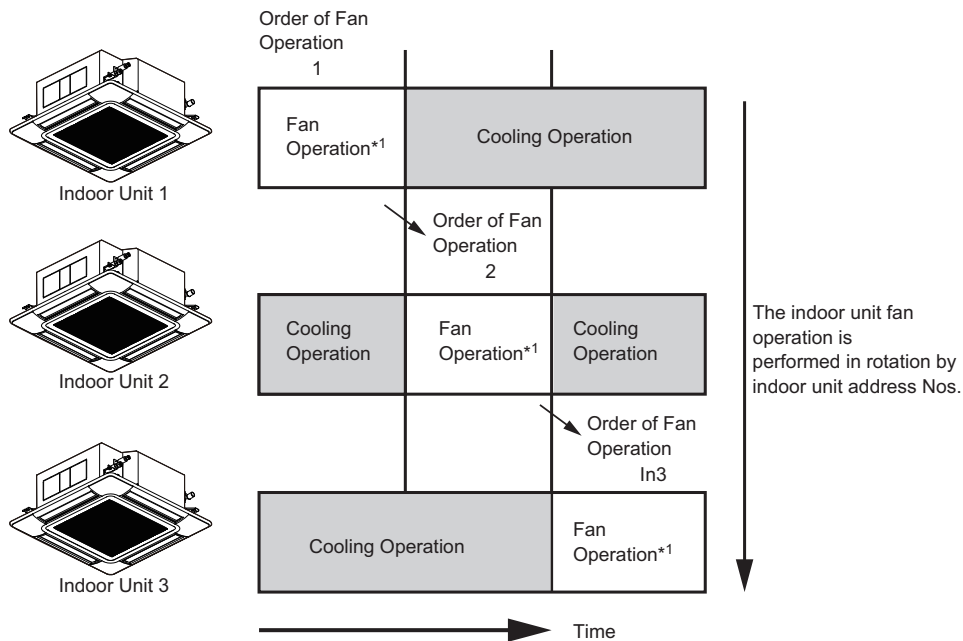 Order of Fan
Operation
1
Fan
Operation*1
Cooling Operation
Indoor Unit 1
Order of Fan
Operation
2
Cooling
Operation
Fan
Operation*1
Cooling
Operation
Indoor Unit 2
The indoor unit fan
operation is
performed in rotation by
indoor unit address Nos.
Order of Fan
Operation
In3
Cooling Operation
Fan
Operation*1
Indoor Unit 3
Time